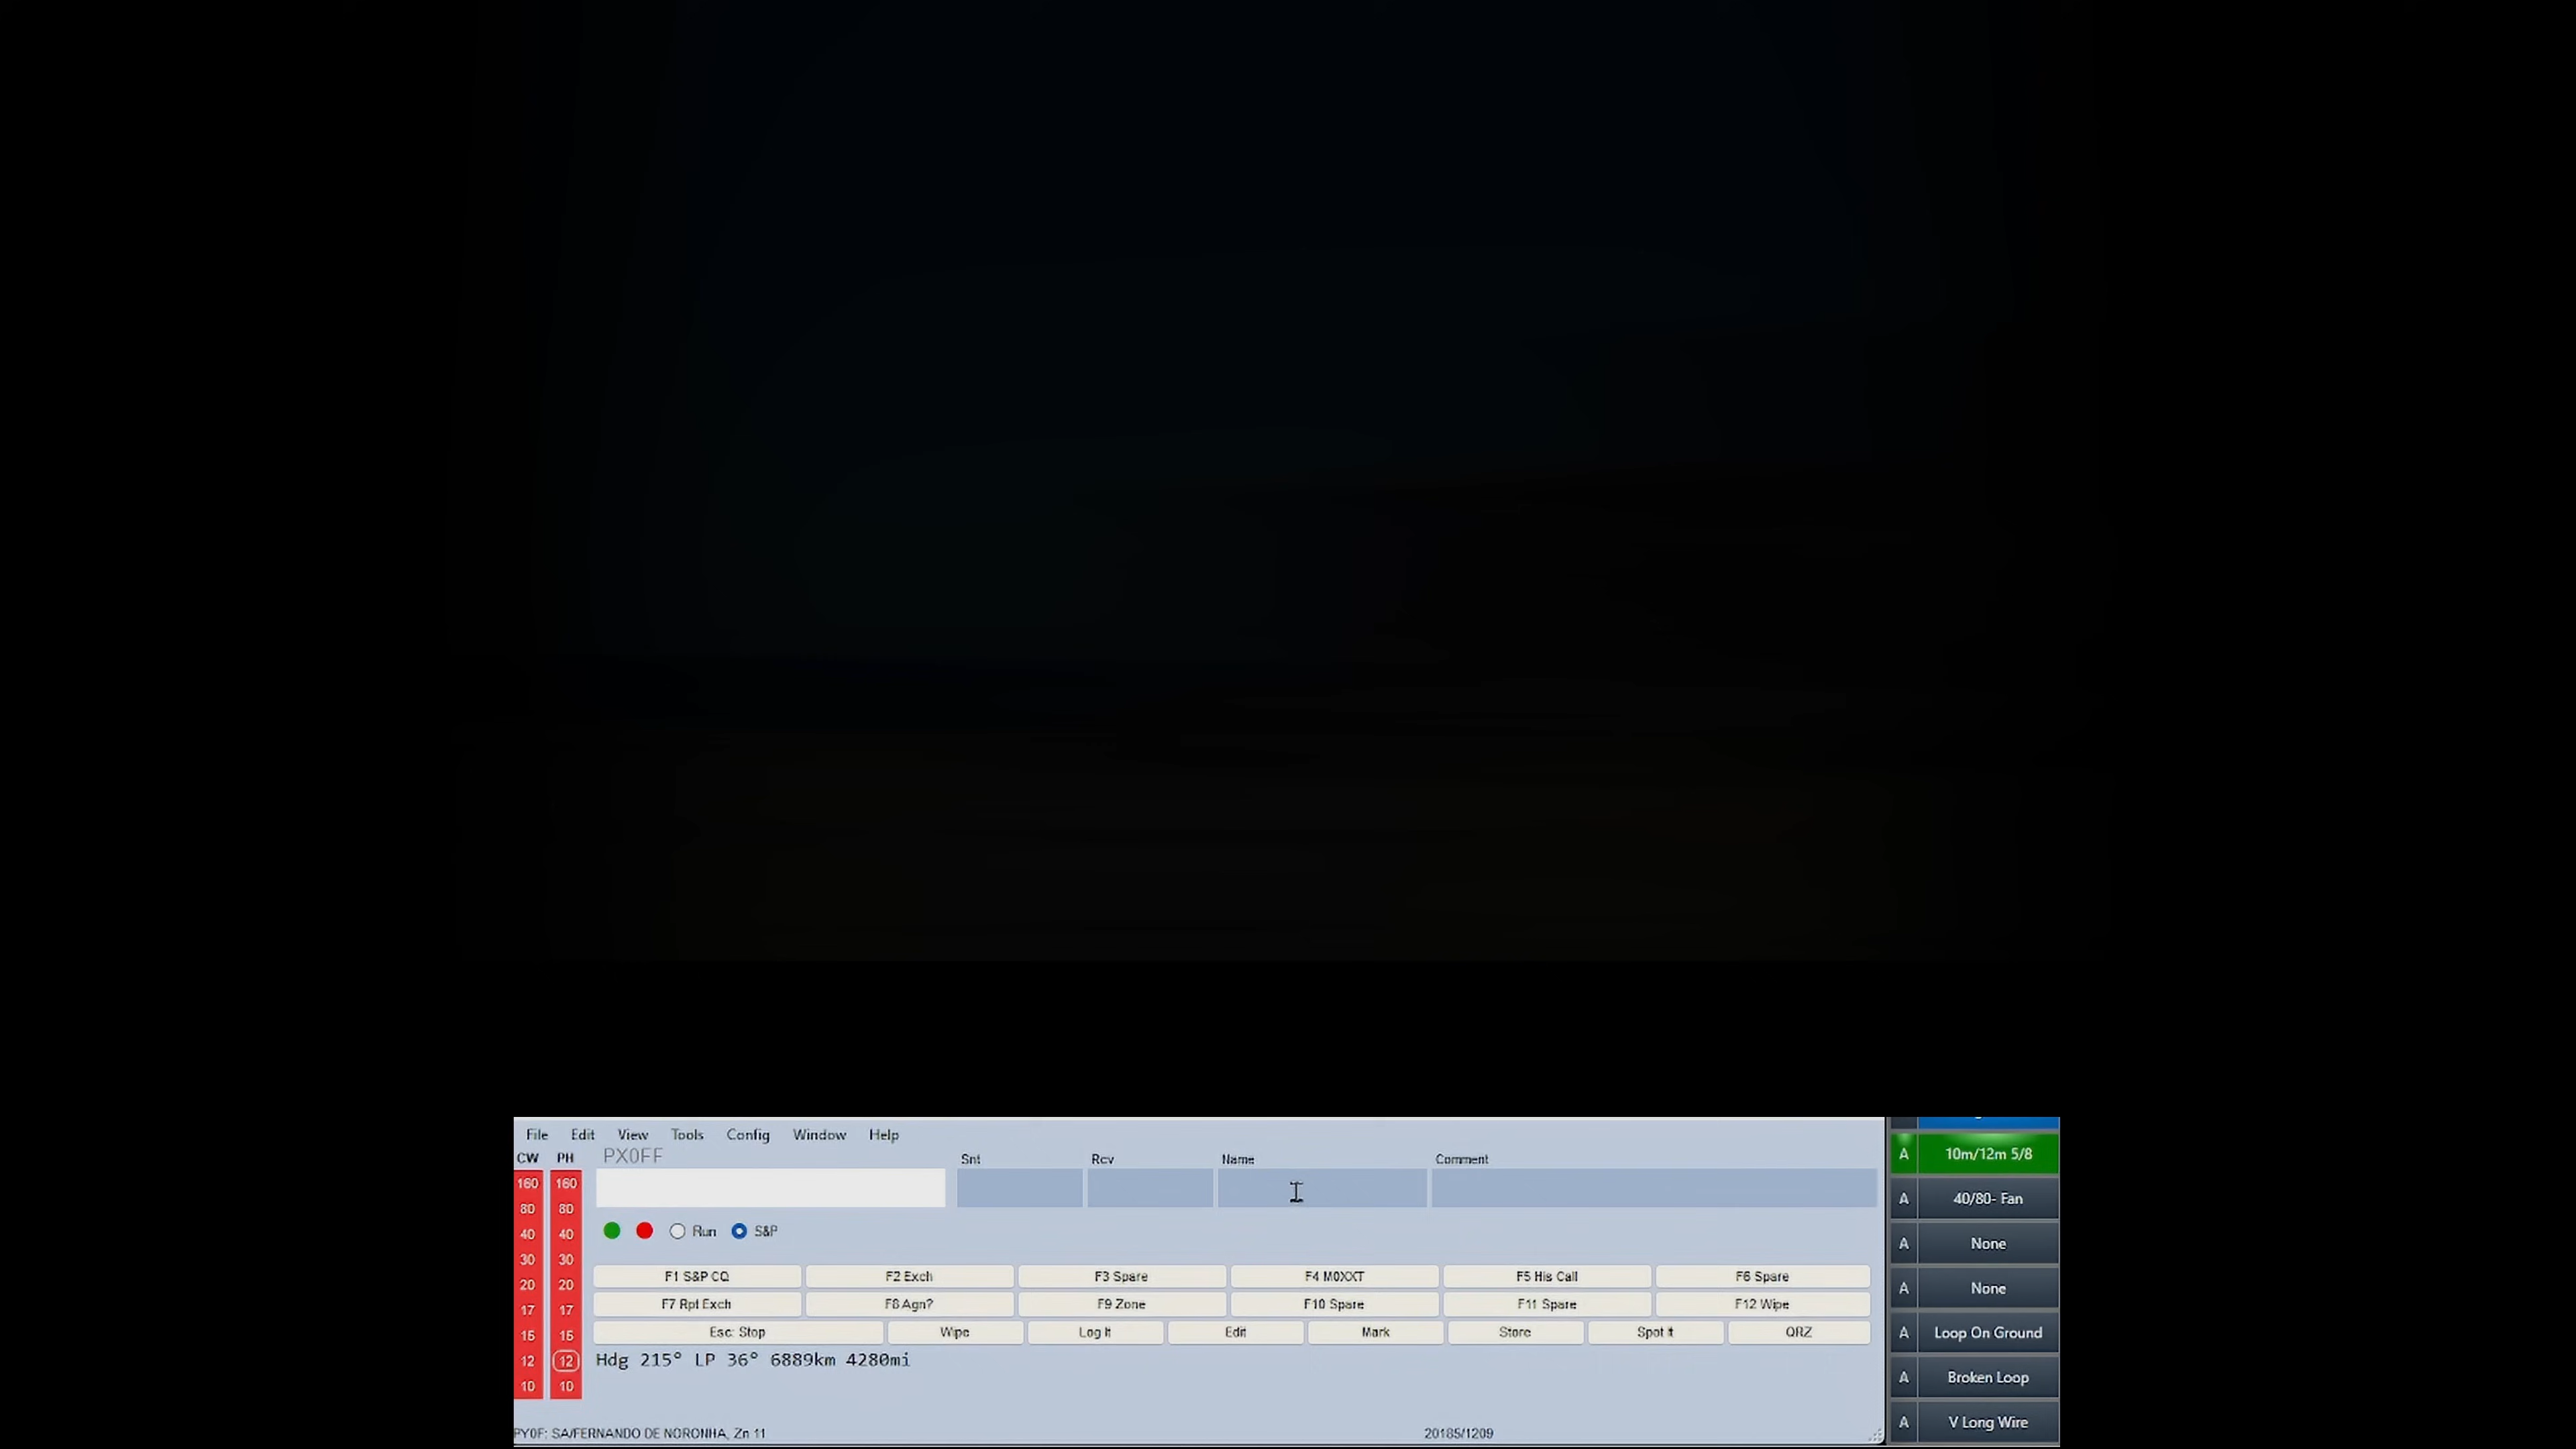 File Edit View Tools Config Window Help
CW PH PX0FF Snt Rcv Name Comment
160 160
80 80
40 40 Run S&P
30 30
20 20
17 17
15 15
12 12
10 10
F1 S&P CQ F2 Exch F3 Spare F4 M0XXT F5 His Call F6 Spare
F7 Rpt Exch F8 Agn? F9 Zone F10 Spare F11 Spare F12 Wipe
Esc: Stop Wipe Log It Edit Mark Store Spot It QRZ
Hdg 215° LP 36° 6889km 4280mi
PY0F: SA/FERNANDO DE NORONHA, Zn 11 20185/1209
A 10m/12m 5/8
A 40/80- Fan
A None
A None
A Loop On Ground
A Broken Loop
A V Long Wire